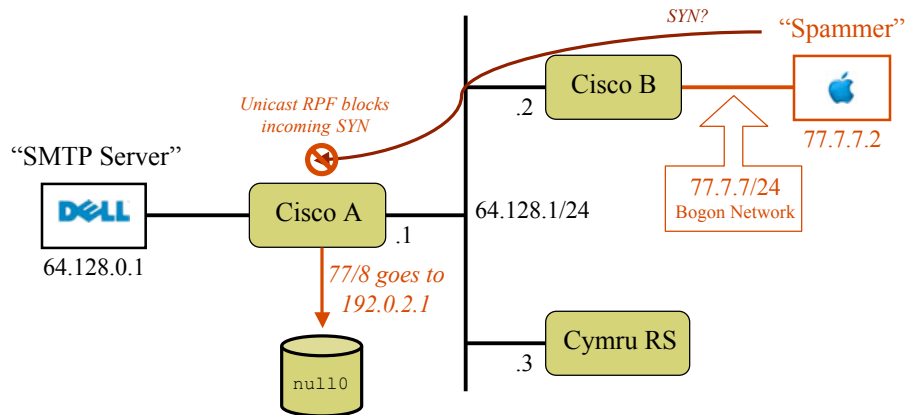 SYN?
“Spammer”
Cisco B
.2
77.7.7.2
Unicast RPF blocks
incoming SYN
“SMTP Server”
DELL
64.128.0.1
Cisco A
.1
64.128.1/24
77.7.7/24
Bogon Network
77/8 goes to
192.0.2.1
null0
Cymru RS
.3